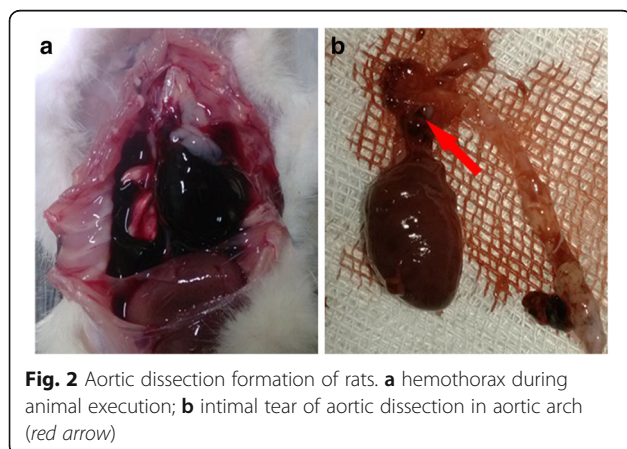 a
b
Fig. 2 Aortic dissection formation of rats. a hemothorax during
animal execution; b intimal tear of aortic dissection in aortic arch
(red arrow)